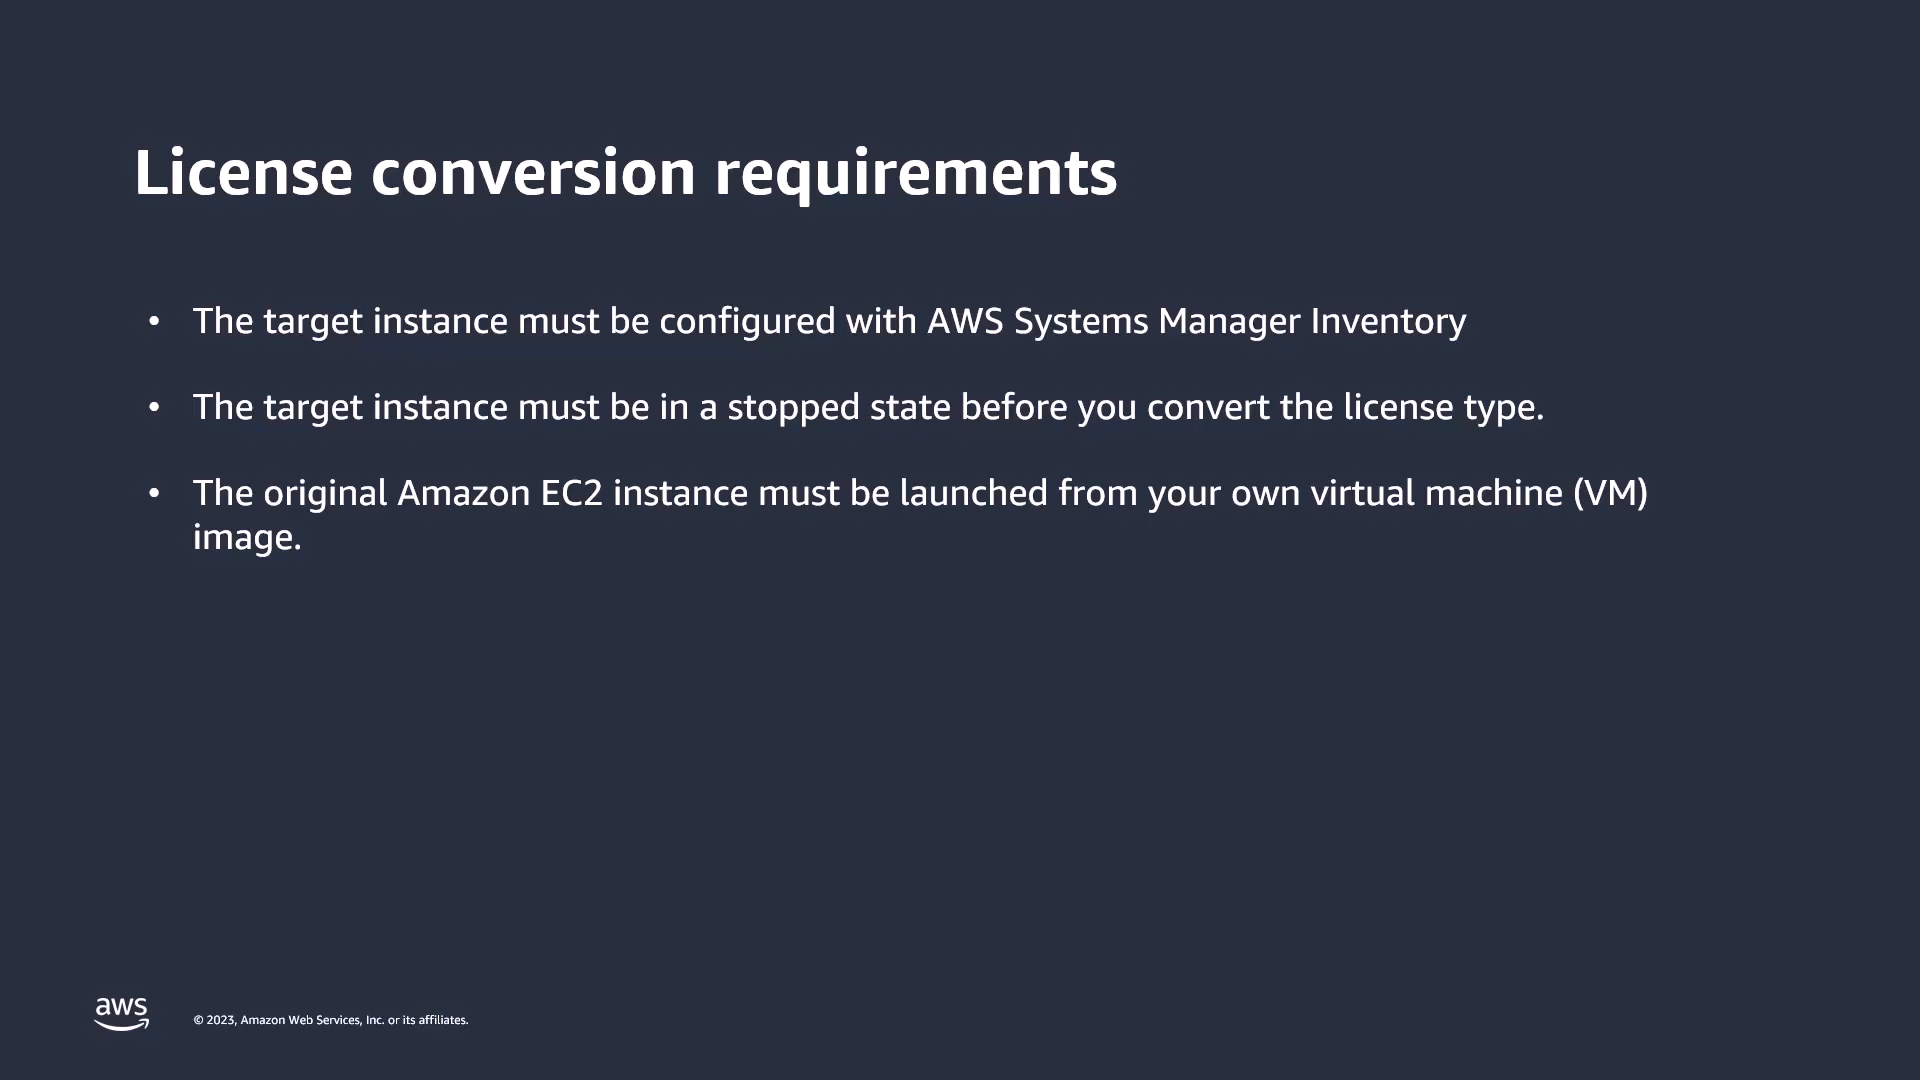 License conversion requirements
• The target instance must be configured with AWS Systems Manager Inventory
• The target instance must be in a stopped state before you convert the license type.
• The original Amazon EC2 instance must be launched from your own virtual machine (VM)
image.
aws
© 2023, Amazon Web Services, Inc. or its affiliates.